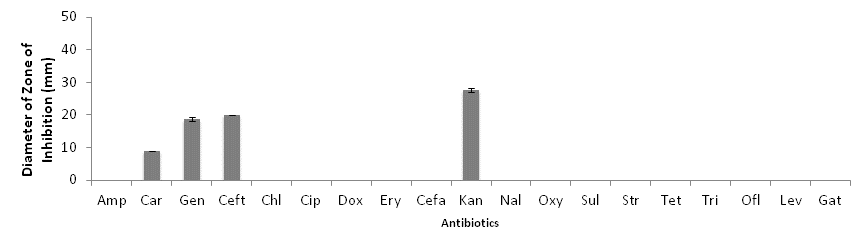 Diameter of Zone of
Inhibition (mm)
50
40
30
20
10
0
Amp Car Gen Ceft Chl Cip Dox Ery Cefa Kan Nal Oxy Sul Str Tet Tri Ofl Lev Gat
Antibiotics